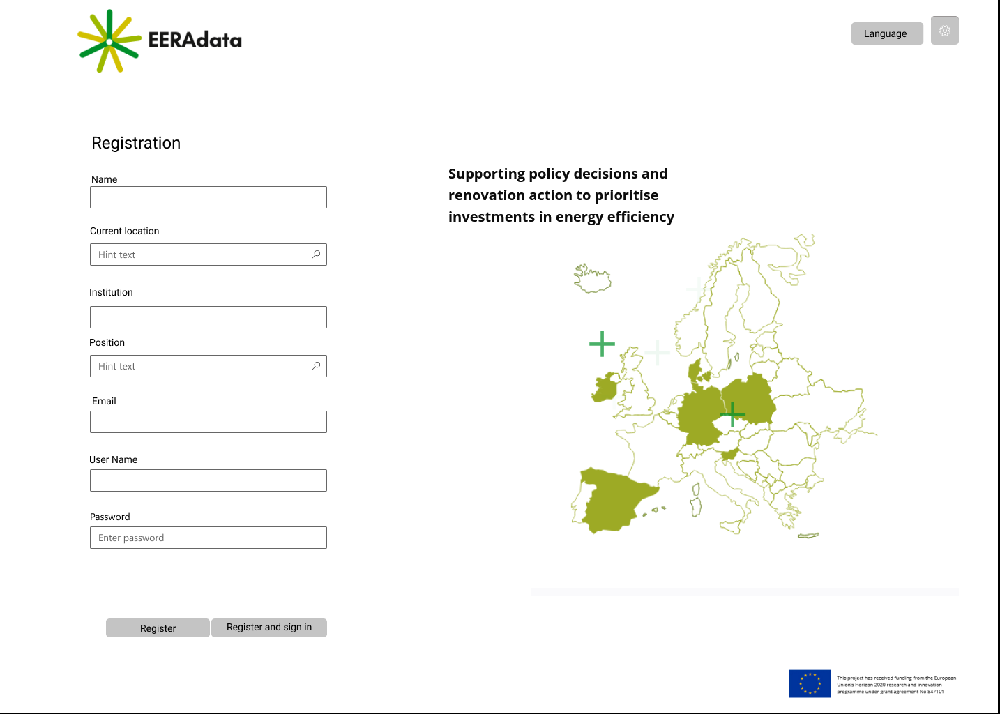 EERAdata
Language
Registration
Name
Current location
Hint text
Institution
Position
Hint text
Email
User Name
Password
Enter password
Register
Register and sign in
Supporting policy decisions and
renovation action to prioritise
investments in energy efficiency
This project has received funding from the European
Union's Horizon 2020 research and innovation
programme under grant agreement No 847101